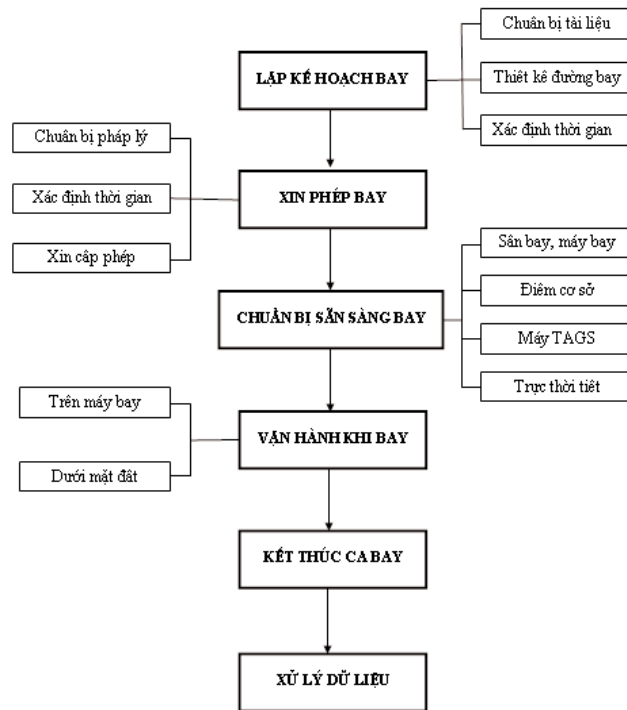 Chuẩn bị tài liệu
LẬP KẾ HOẠCH BAY
Thiết kế đường bay
Xác định thời gian
Chuẩn bị pháp lý
Xác định thời gian
XIN PHÉP BAY
Xin cấp phép
Sân bay, máy bay
Điểm cơ sở
CHUẨN BỊ SẴN SÀNG BAY
Máy TAGS
Trực thời tiết
Trên máy bay
VẬN HÀNH KHI BAY
Dưới mặt đất
KẾT THÚC CA BAY
XỬ LÝ DỮ LIỆU